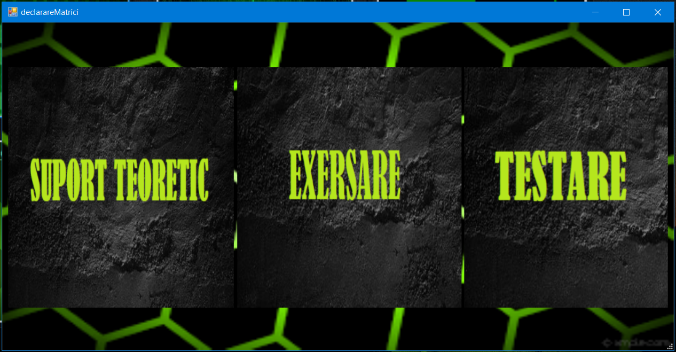 declarareMatrici
SUPORT TEORETIC
EXERSARE
TESTARE